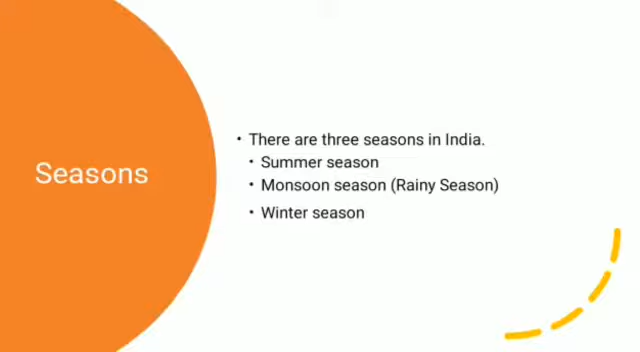 Seasons
• There are three seasons in India.
• Summer season
• Monsoon season (Rainy Season)
• Winter season